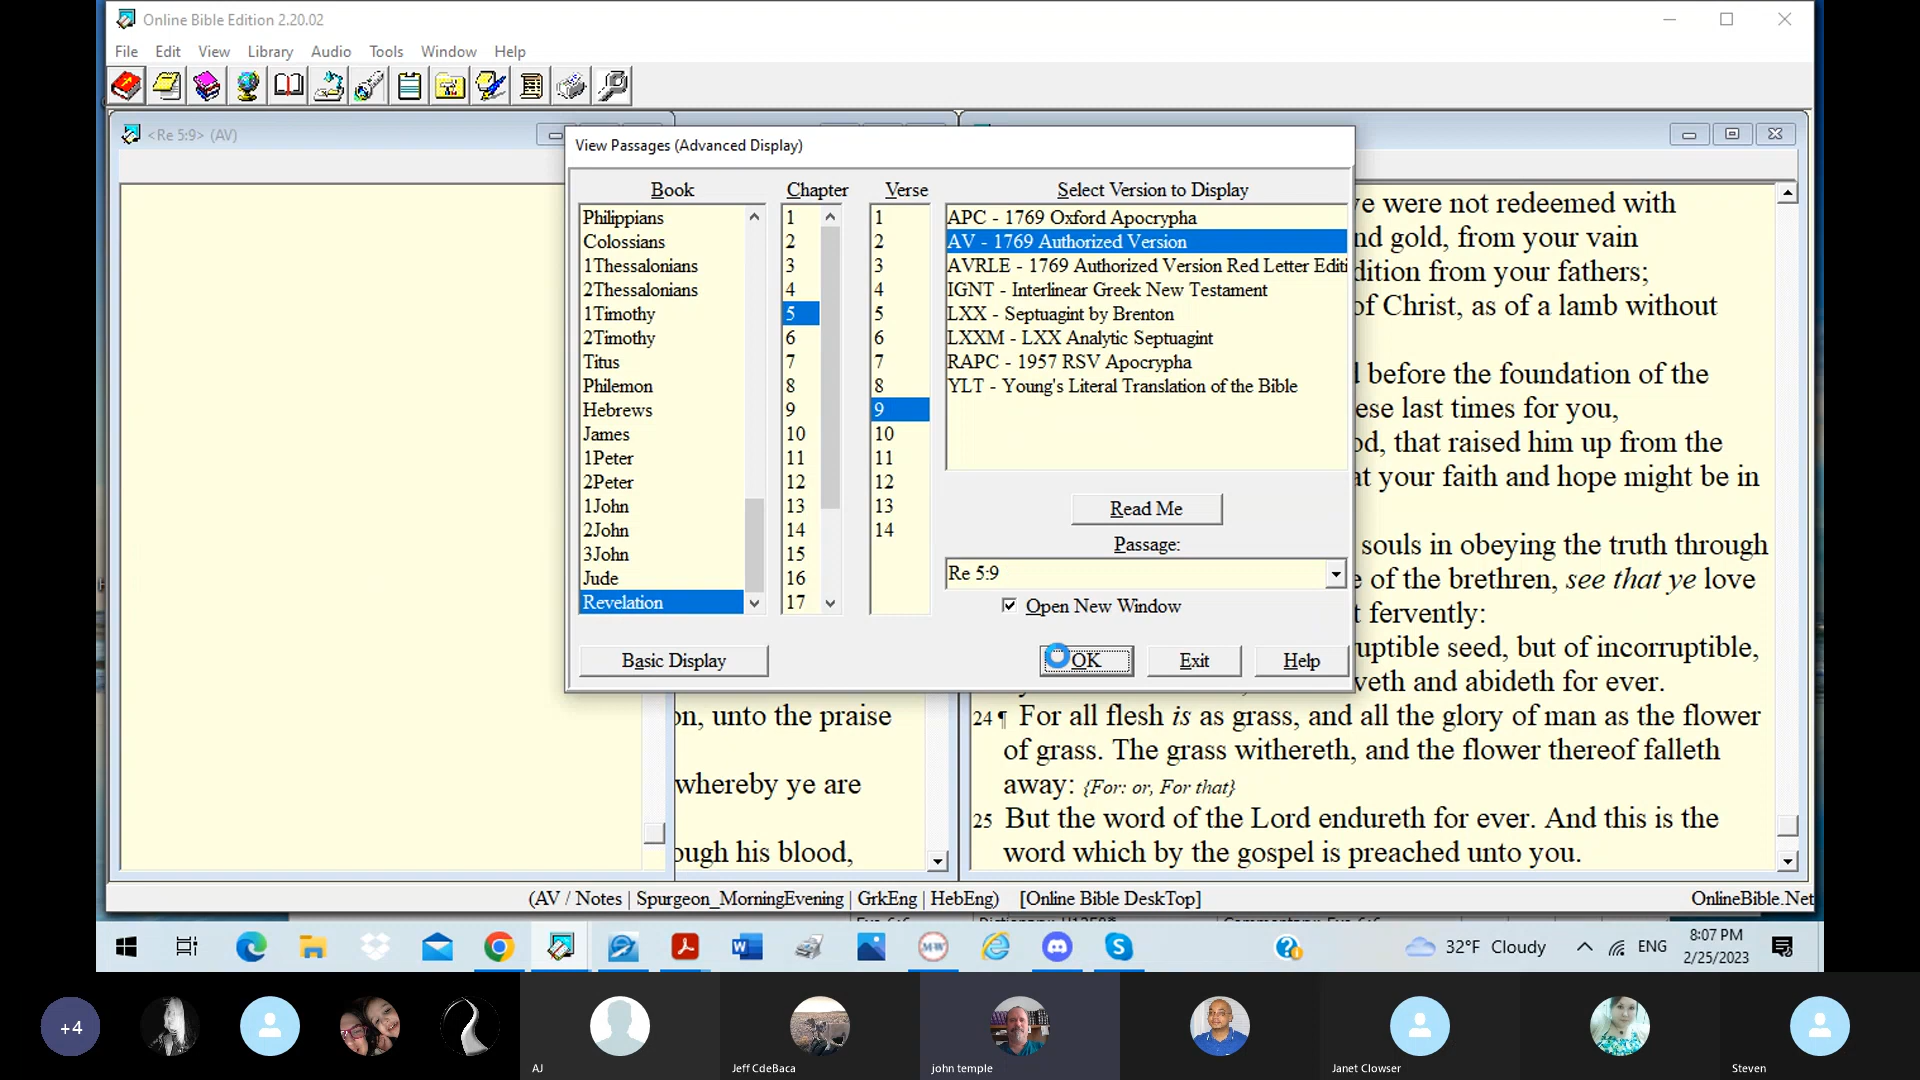 Online Bible Edition 2.20.02
File Edit View Library Audio Tools Window Help
<Re 5:9> (AV)
View Passages (Advanced Display)
Book Chapter Verse Select Version to Display
Philippians
Colossians
1Thessalonians
2Thessalonians
1Timothy
2Timothy
Titus
Philemon
Hebrews
James
1Peter
2Peter
1John
2John
3John
Jude
Revelation
1
2
3
4
5
6
7
8
9
10
11
12
13
14
15
16
17
1
2
3
4
5
6
7
8
9
10
11
12
13
14
APC - 1769 Oxford Apocrypha
AV - 1769 Authorized Version
AVRLE - 1769 Authorized Version Red Letter Editi
IGNT - Interlinear Greek New Testament
LXX - Septuagint by Brenton
LXXM - LXX Analytic Septuagint
RAPC - 1957 RSV Apocrypha
YLT - Young's Literal Translation of the Bible
Read Me
Passage:
Re 5:9
Open New Window
Basic Display OK Exit Help
ve were not redeemed with
nd gold, from your vain
dition from your fathers;
of Christ, as of a lamb without
before the foundation of the
ese last times for you,
od, that raised him up from the
at your faith and hope might be in
souls in obeying the truth through
e of the brethren, see that ye love
t fervently:
uptible seed, but of incorruptible,
veth and abideth for ever.
24 ¶ For all flesh is as grass, and all the glory of man as the flower
of grass. The grass withereth, and the flower thereof falleth
away: {For: or, For that}
25 But the word of the Lord endureth for ever. And this is the
word which by the gospel is preached unto you.
on, unto the praise
whereby ye are
ough his blood,
(AV / Notes | Spurgeon_MorningEvening | GrkEng | HebEng) [Online Bible DeskTop]
OnlineBible.Net
32°F Cloudy
ENG
8:07 PM
2/25/2023
+4
AJ
Jeff CdeBaca
john temple
Janet Clowser
Steven